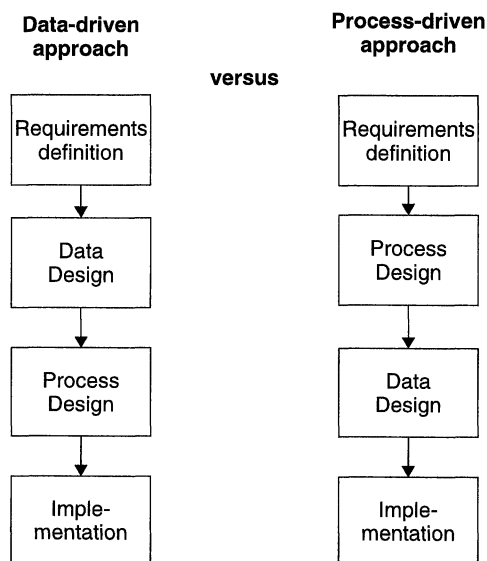 Data-driven
approach
versus
Process-driven
approach
Requirements
definition
Data
Design
Process
Design
Imple-
mentation
Requirements
definition
Process
Design
Data
Design
Imple-
mentation